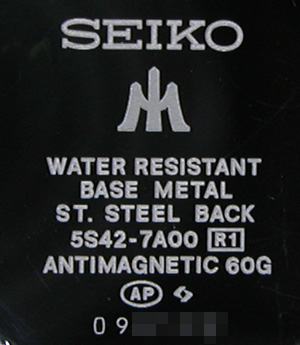 SEIKO
WATER RESISTANT
BASE METAL
ST. STEEL BACK
5S42-7A00 R1
ANTIMAGNETIC 60G
AP
09